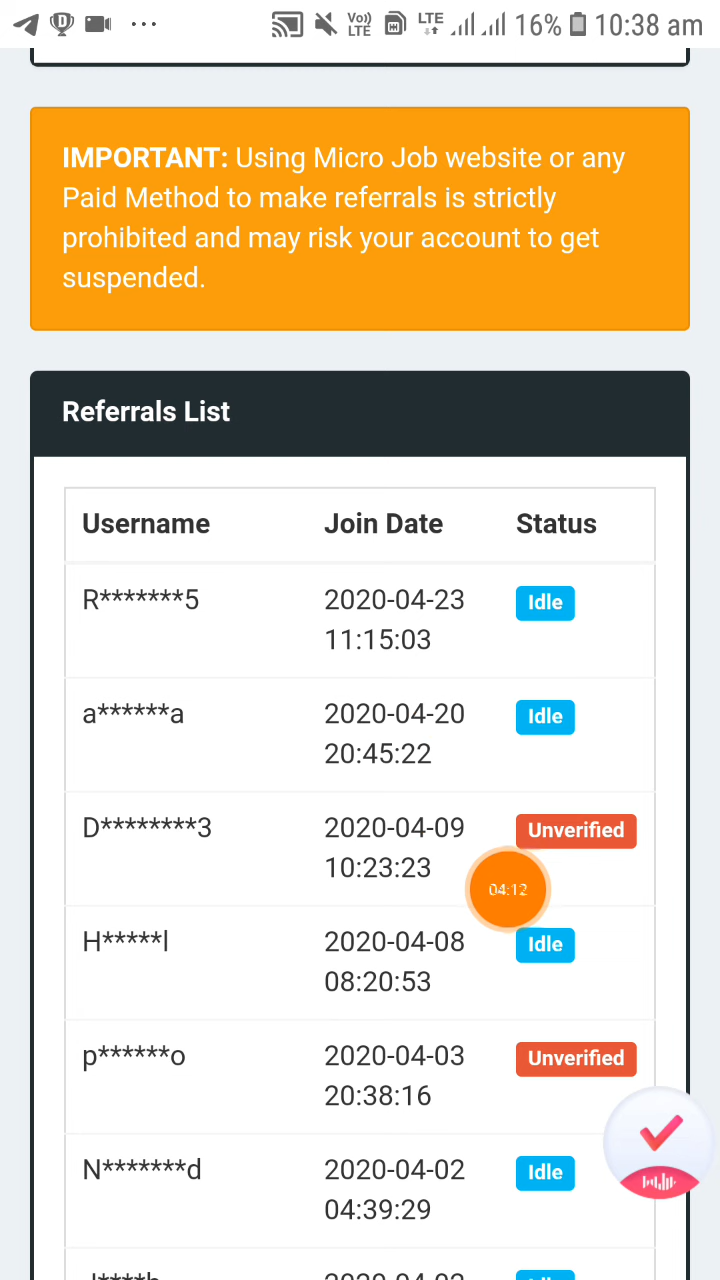 Vo))
LTE
LTE
16%
10:38 am
IMPORTANT: Using Micro Job website or any
Paid Method to make referrals is strictly
prohibited and may risk your account to get
suspended.
Referrals List
Username Join Date Status
R*******5 2020-04-23 Idle
11:15:03
a******a 2020-04-20 Idle
20:45:22
D********3 2020-04-09 Unverified
10:23:23
04:12
H*****l 2020-04-08 Idle
08:20:53
p******o 2020-04-03 Unverified
20:38:16
N*******d 2020-04-02 Idle
04:39:29